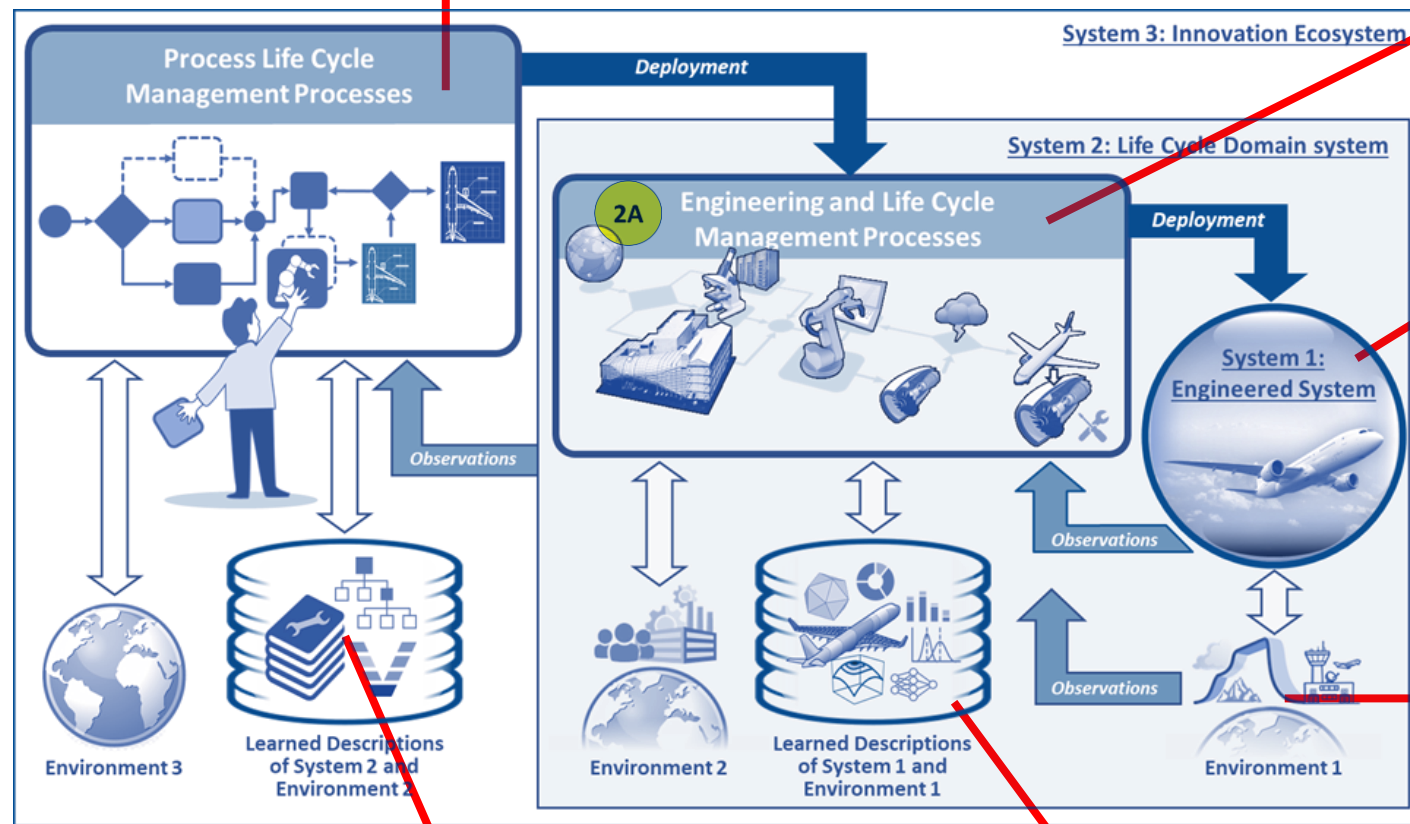 System 3: Innovation Ecosystem
Process Life Cycle
Management Processes
Deployment
System 2: Life Cycle Domain system
2A
Engineering and Life Cycle
Management Processes
Deployment
System 1:
Engineered System
Observations
Observations
Observations
Environment 3
Learned Descriptions
of System 2 and
Environment 2
Environment 2
Learned Descriptions
of System 1 and
Environment 1
Environment 1